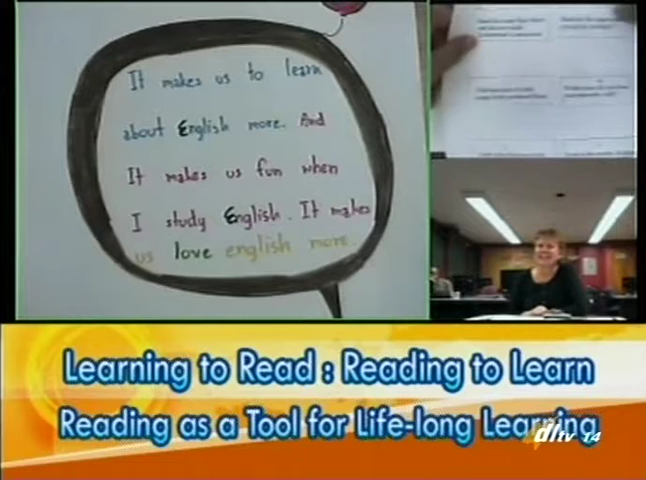 It makes us to learn
about English more. And
It makes us fun when
I study English. It makes
us love english more.
Learning to Read : Reading to Learn
Reading as a Tool for Life-long Learning
dltv 14